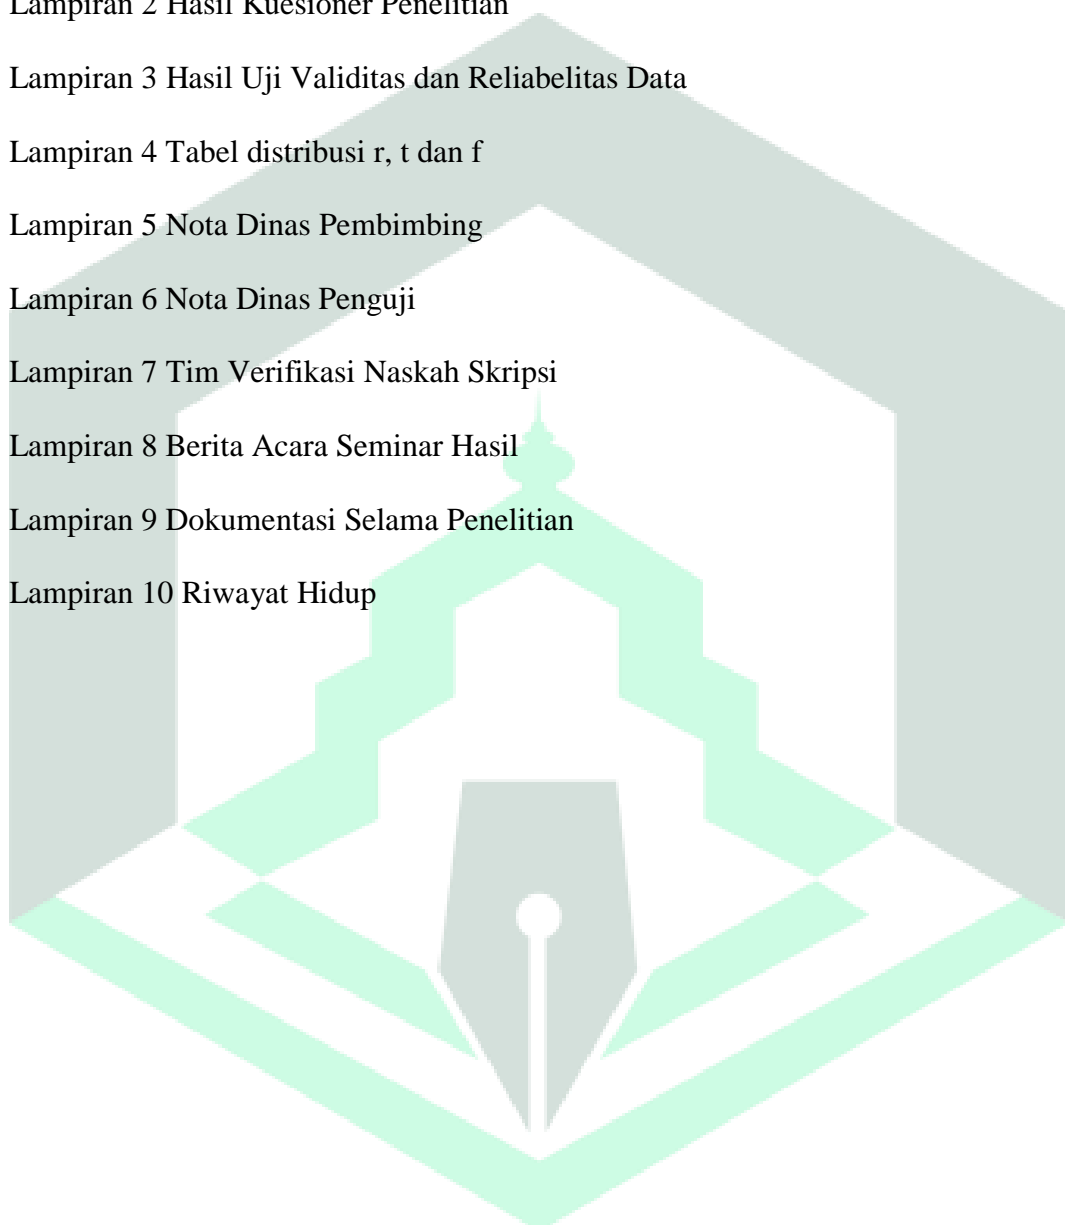 Lampiran 2 Hasil Kuesioner Penelitian
Lampiran 3 Hasil Uji Validitas dan Reliabelitas Data
Lampiran 4 Tabel distribusi r, t dan f
Lampiran 5 Nota Dinas Pembimbing
Lampiran 6 Nota Dinas Penguji
Lampiran 7 Tim Verifikasi Naskah Skripsi
Lampiran 8 Berita Acara Seminar Hasil
Lampiran 9 Dokumentasi Selama Penelitian
Lampiran 10 Riwayat Hidup